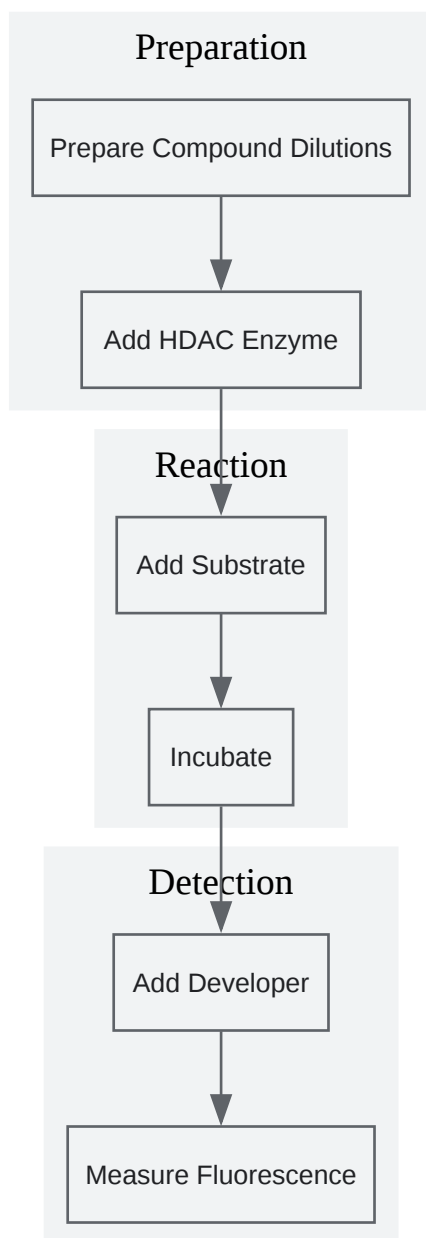 Preparation
Prepare Compound Dilutions
Add HDAC Enzyme
Reaction
Add Substrate
Incubate
Detection
Add Developer
Measure Fluorescence